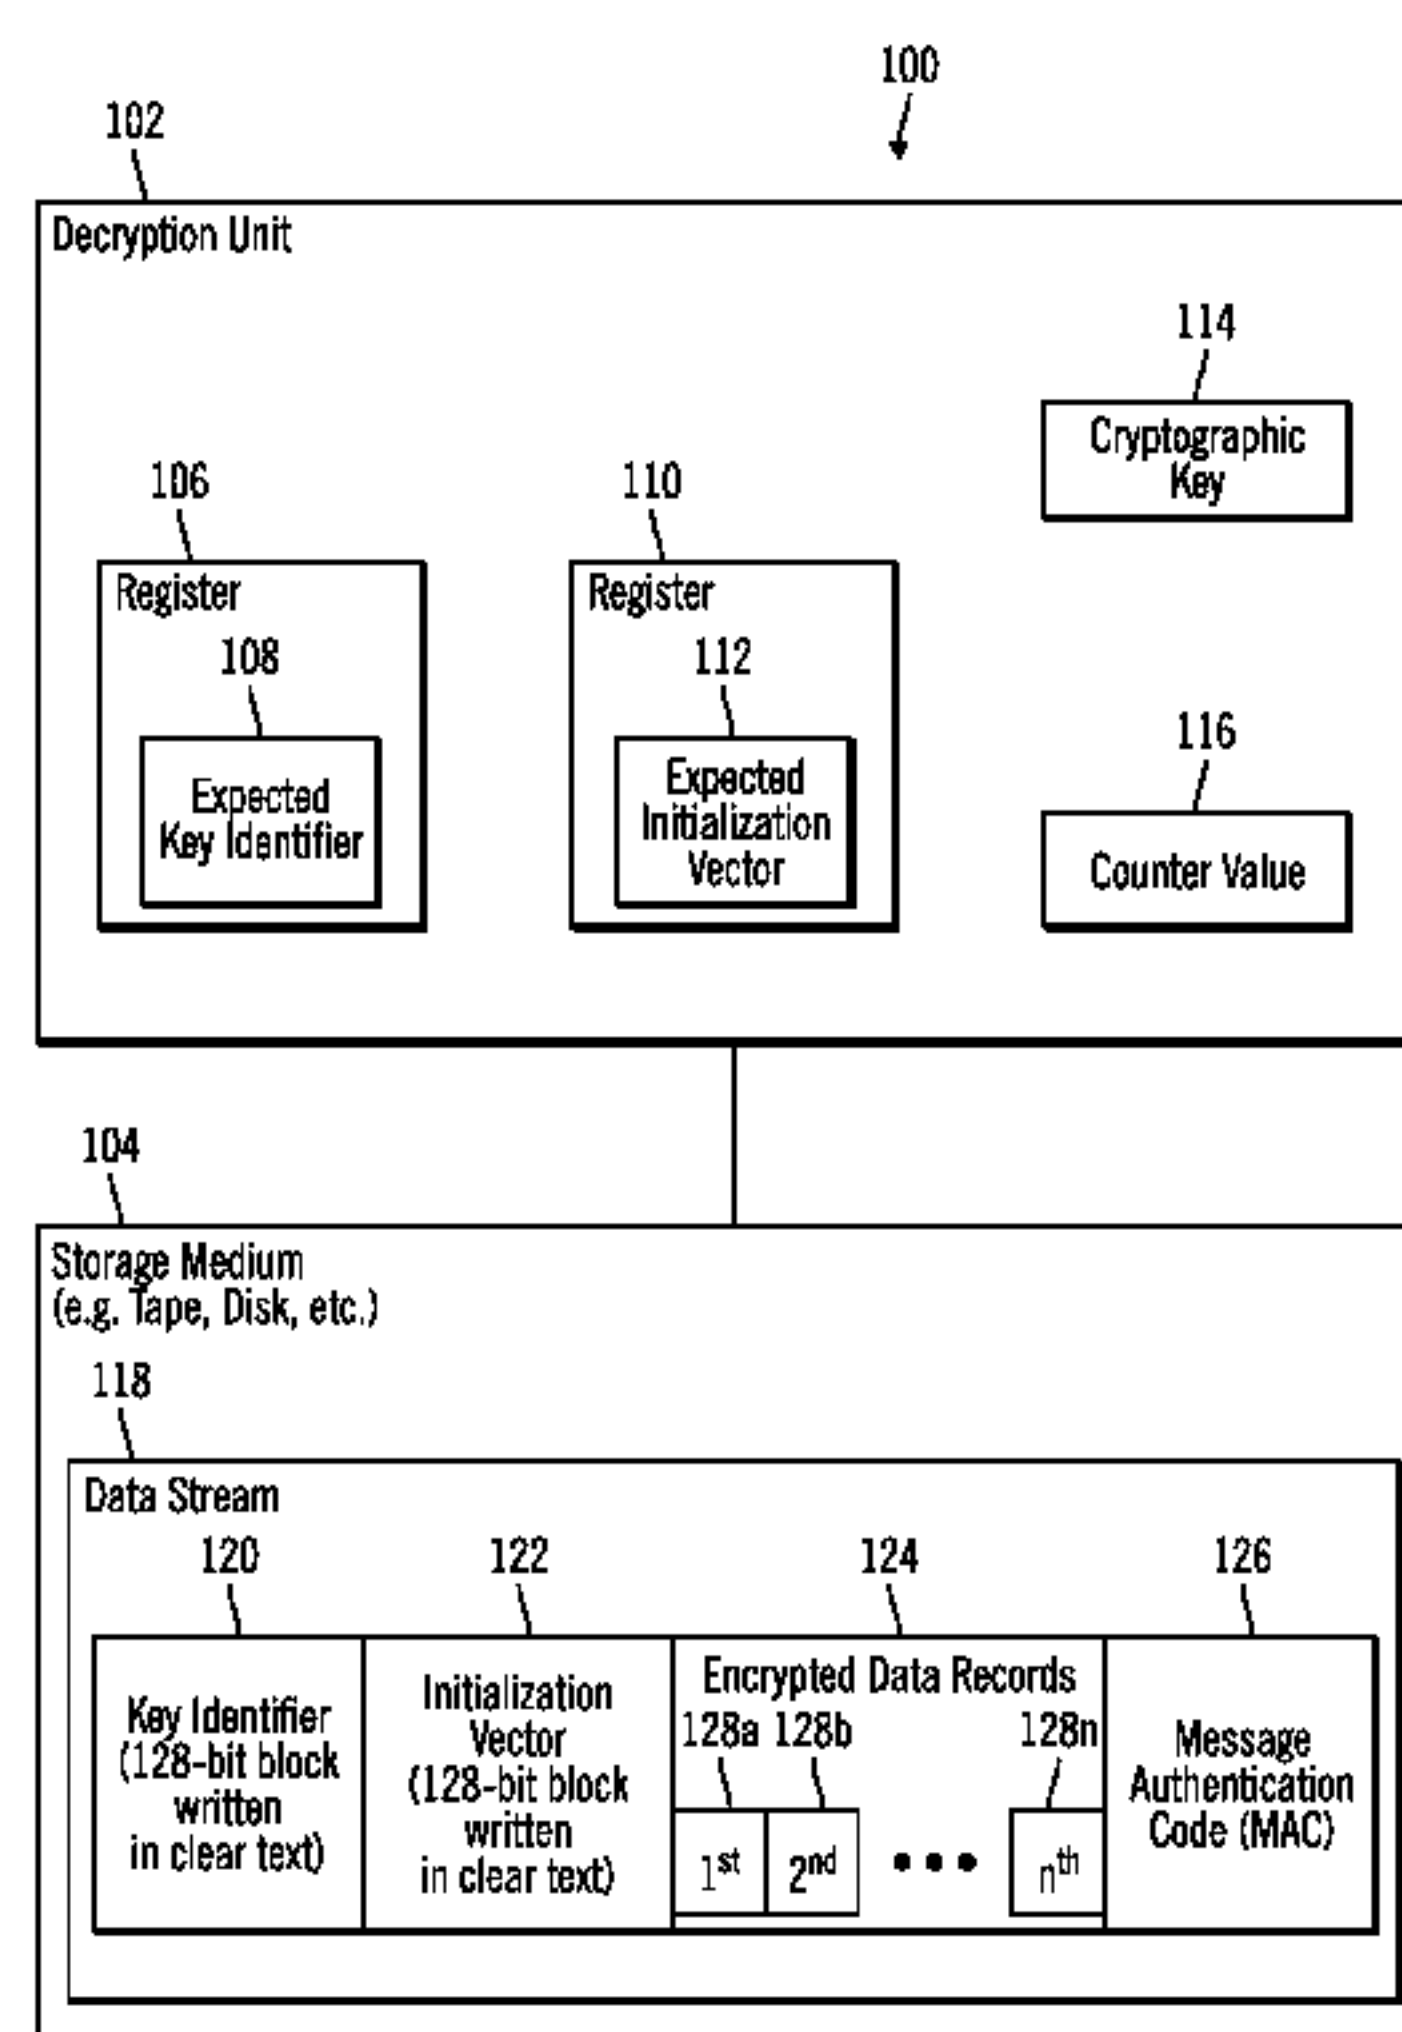 100
102
Decryption Unit
114
Cryptographic
Key
106
110
Register
Register
108
112
Expected
Key Identifier
Expected
Initialization
Vector
116
Counter Value
104
Storage Medium
(e.g. Tape, Disk, etc.)
118
Data Stream
120
122
124
126
Key Identifier
(128-bit block
written
in clear text)
Initialization
Vector
(128-bit block
written
in clear text)
Encrypted Data Records
128a 128b 128n
1st 2nd ••• nth
Message
Authentication
Code (MAC)